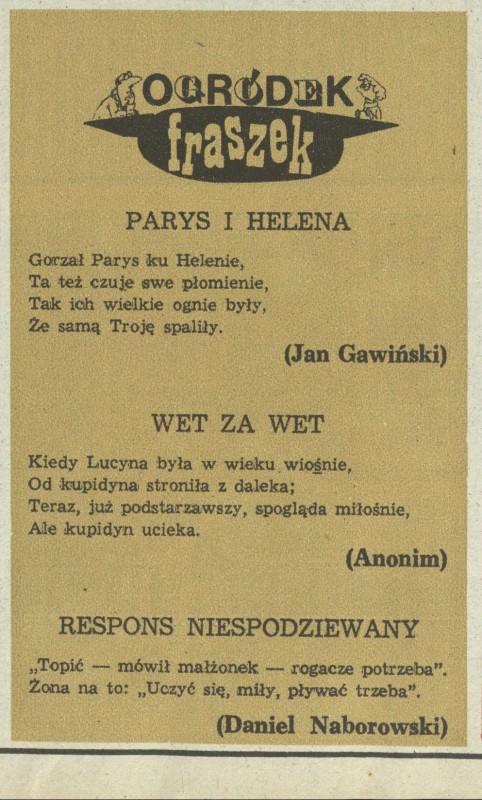 OGRÓDEK
fraszek
PARYS I HELENA
Gorzał Parys ku Helenie,
Ta też czuje swe płomienie,
Tak ich wielkie ognie były,
Że samą Troję spaliły.
(Jan Gawiński)
WET ZA WET
Kiedy Lucyna była w wieku wiośnie,
Od kupidyna stroniła z daleka;
Teraz, już podstarzawszy, spogląda miłośnie,
Ale kupidyn ucieka.
(Anonim)
RESPONS NIESPODZIEWANY
„Topić — mówił małżonek — rogacze potrzeba”.
Żona na to: „Uczyć się, miły, pływać trzeba”.
(Daniel Naborowski)